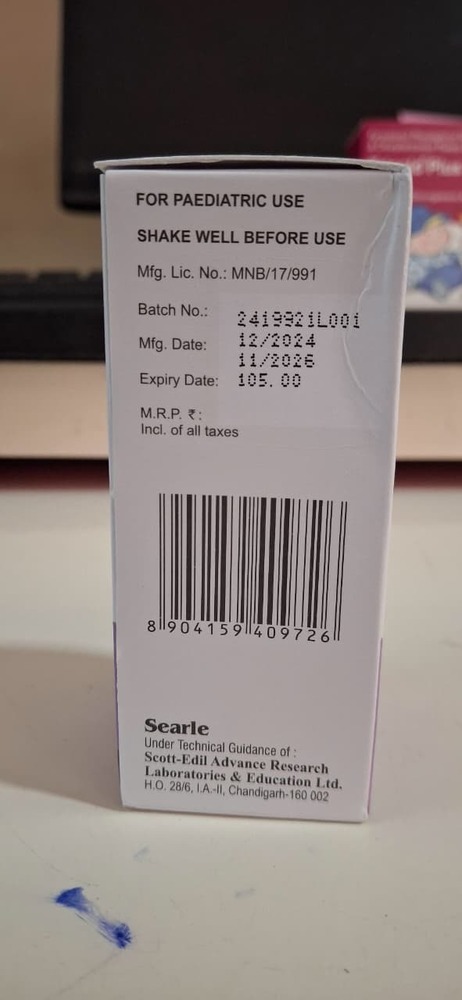 FOR PAEDIATRIC USE
SHAKE WELL BEFORE USE
Mfg. Lic. No.: MNB/17/991
Batch No.: 2419921L001
Mfg. Date: 12/2024
11/2026
Expiry Date: 105.00
M.R.P. ₹:
Incl. of all taxes
8 904159 409726
Searle
Under Technical Guidance of :
Scott-Edil Advance Research
Laboratories & Education Ltd.
H.O. 28/6, I.A.-II, Chandigarh-160 002